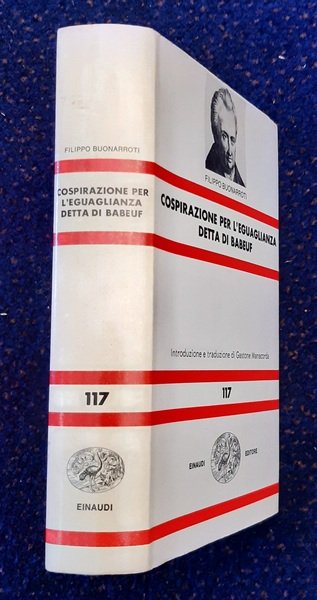 FILIPPO BUONARROTI
COSPIRAZIONE PER
L'EGUAGLIANZA
DETTA DI BABEUF
117
EINAUDI
FILIPPO BUONARROTI
COSPIRAZIONE PER L'EGUAGLIANZA
DETTA DI BABEUF
Introduzione e traduzione di Gastone Manacorda
117
EINAUDI
EDITORE